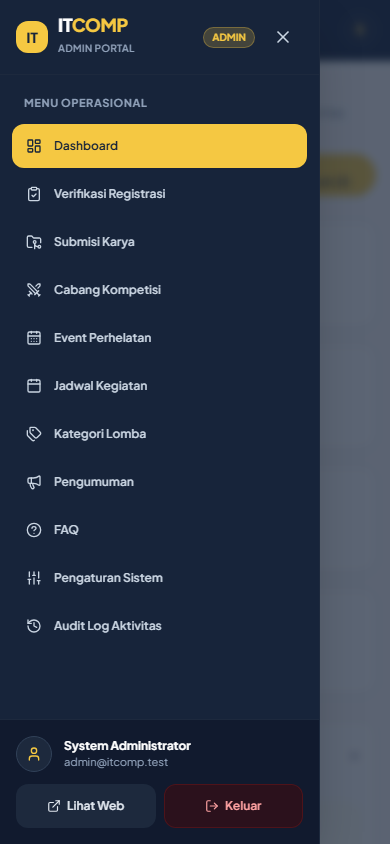 IT
ITCOMP
ADMIN PORTAL
ADMIN
MENU OPERASIONAL
Dashboard
Verifikasi Registrasi
Submisi Karya
Cabang Kompetisi
Event Perhelatan
Jadwal Kegiatan
Kategori Lomba
Pengumuman
FAQ
Pengaturan Sistem
Audit Log Aktivitas
System Administrator
admin@itcomp.test
Lihat Web
Keluar